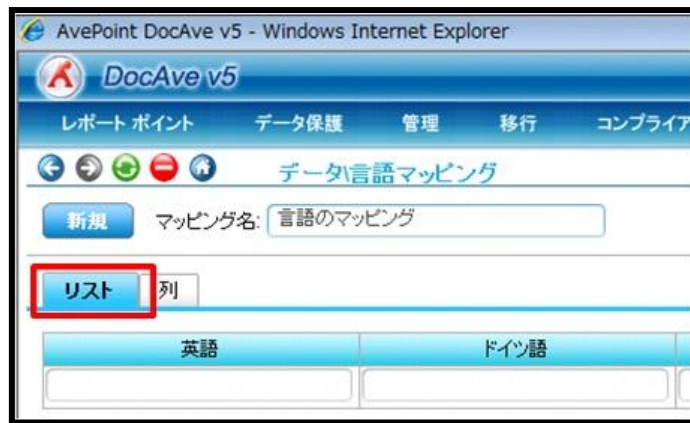 AvePoint DocAve v5 - Windows Internet Explorer
DocAve v5
レポート ポイント データ保護 管理 移行 コンプライア
データ\言語マッピング
新規 マッピング名: 言語のマッピング
リスト 列
英語 ドイツ語